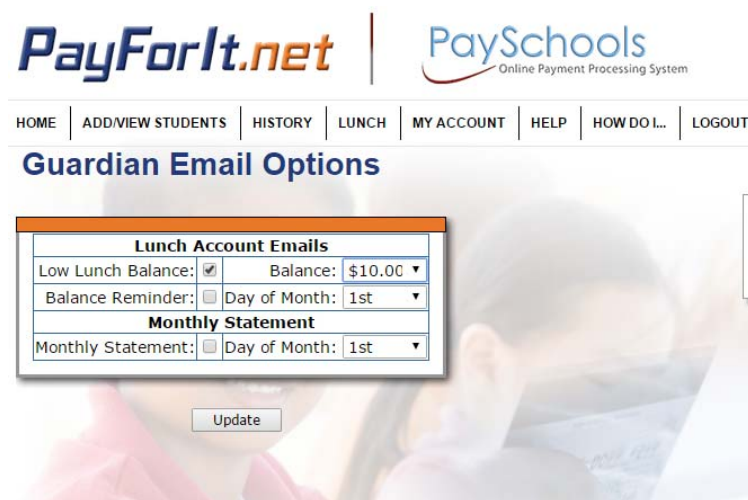 PayForIt.net
PaySchools
Online Payment Processing System
HOME ADD/VIEW STUDENTS HISTORY LUNCH MY ACCOUNT HELP HOW DO I... LOGOUT
Guardian Email Options
Lunch Account Emails
Low Lunch Balance: Balance: $10.00
Balance Reminder: Day of Month: 1st
Monthly Statement
Monthly Statement: Day of Month: 1st
Update